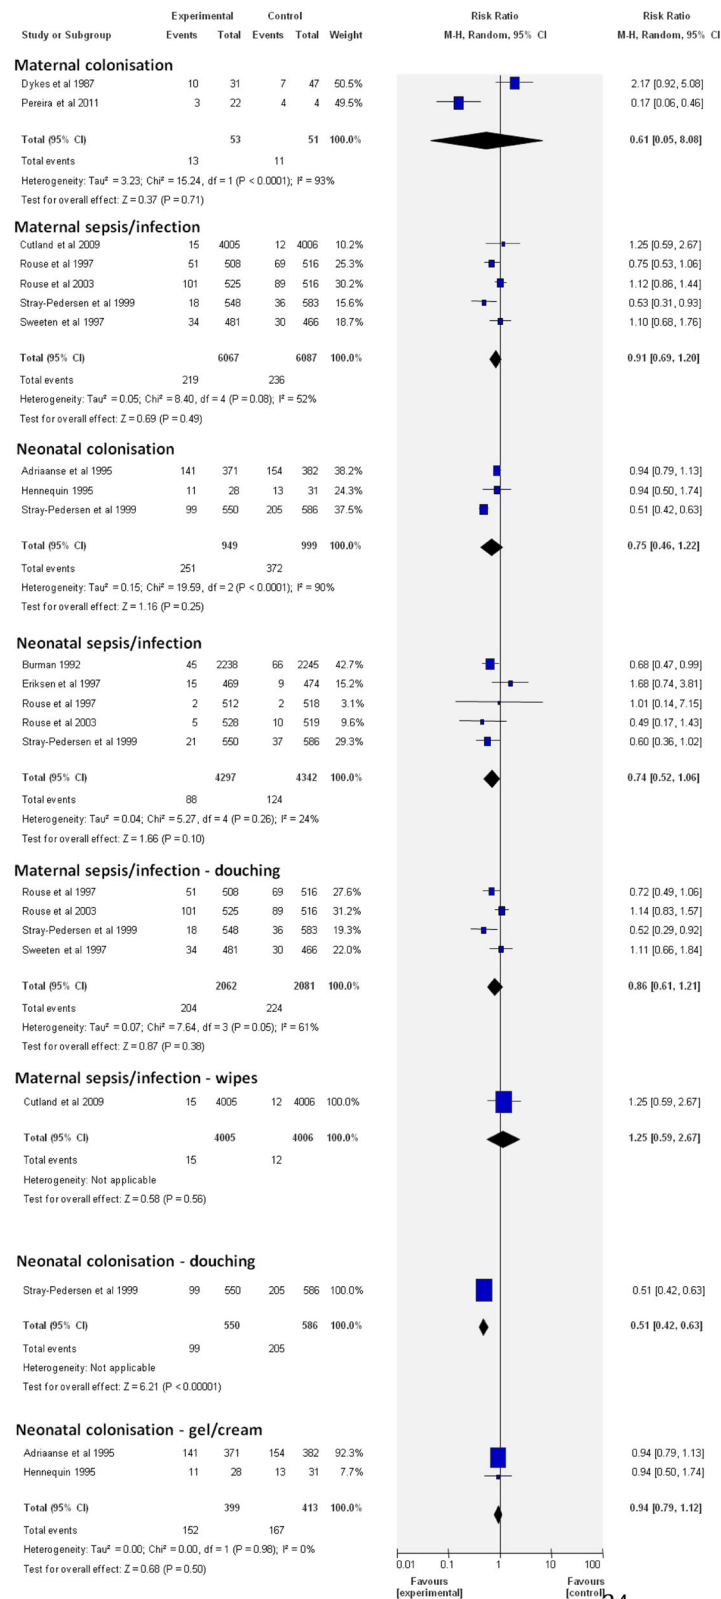 Experimental Control Risk Ratio Risk Ratio
Study or Subgroup Events Total Events Total Weight M-H, Random, 95% CI M-H, Random, 95% CI
Maternal colonisation
Dykes et al 1987 10 31 7 47 50.5% 2.17 [0.92, 5.08]
Pereira et al 2011 3 22 4 4 49.5% 0.17 [0.06, 0.46]
Total (95% CI) 53 51 100.0% 0.61 [0.05, 8.08]
Total events 13 11
Heterogeneity: Tau² = 3.23; Chi² = 15.24, df = 1 (P < 0.0001); I² = 93%
Test for overall effect: Z = 0.37 (P = 0.71)
Maternal sepsis/infection
Cutland et al 2009 15 4005 12 4006 10.2% 1.25 [0.59, 2.67]
Rouse et al 1997 51 508 69 516 25.3% 0.75 [0.53, 1.06]
Rouse et al 2003 101 525 89 516 30.2% 1.12 [0.86, 1.44]
Stray-Pedersen et al 1999 18 548 36 583 15.6% 0.53 [0.31, 0.93]
Sweeten et al 1997 34 481 30 466 18.7% 1.10 [0.68, 1.76]
Total (95% CI) 6067 6087 100.0% 0.91 [0.69, 1.20]
Total events 219 236
Heterogeneity: Tau² = 0.05; Chi² = 8.40, df = 4 (P = 0.08); I² = 52%
Test for overall effect: Z = 0.69 (P = 0.49)
Neonatal colonisation
Adriaanse et al 1995 141 371 154 382 38.2% 0.94 [0.79, 1.13]
Hennequin 1995 11 28 13 31 24.3% 0.94 [0.50, 1.74]
Stray-Pedersen et al 1999 99 550 205 586 37.5% 0.51 [0.42, 0.63]
Total (95% CI) 949 999 100.0% 0.75 [0.46, 1.22]
Total events 251 372
Heterogeneity: Tau² = 0.15; Chi² = 19.59, df = 2 (P < 0.0001); I² = 90%
Test for overall effect: Z = 1.16 (P = 0.25)
Neonatal sepsis/infection
Burman 1992 45 2238 66 2245 42.7% 0.68 [0.47, 0.99]
Eriksen et al 1997 15 469 9 474 15.2% 1.68 [0.74, 3.81]
Rouse et al 1997 2 512 2 518 3.1% 1.01 [0.14, 7.15]
Rouse et al 2003 5 528 10 519 9.6% 0.49 [0.17, 1.43]
Stray-Pedersen et al 1999 21 550 37 586 29.3% 0.60 [0.36, 1.02]
Total (95% CI) 4297 4342 100.0% 0.74 [0.52, 1.06]
Total events 88 124
Heterogeneity: Tau² = 0.04; Chi² = 5.27, df = 4 (P = 0.26); I² = 24%
Test for overall effect: Z = 1.66 (P = 0.10)
Maternal sepsis/infection - douching
Rouse et al 1997 51 508 69 516 27.6% 0.72 [0.49, 1.06]
Rouse et al 2003 101 525 89 516 31.2% 1.14 [0.83, 1.57]
Stray-Pedersen et al 1999 18 548 36 583 19.3% 0.52 [0.29, 0.92]
Sweeten et al 1997 34 481 30 466 22.0% 1.11 [0.66, 1.84]
Total (95% CI) 2062 2081 100.0% 0.86 [0.61, 1.21]
Total events 204 224
Heterogeneity: Tau² = 0.07; Chi² = 7.64, df = 3 (P = 0.05); I² = 61%
Test for overall effect: Z = 0.87 (P = 0.38)
Maternal sepsis/infection - wipes
Cutland et al 2009 15 4005 12 4006 100.0% 1.25 [0.59, 2.67]
Total (95% CI) 4005 4006 100.0% 1.25 [0.59, 2.67]
Total events 15 12
Heterogeneity: Not applicable
Test for overall effect: Z = 0.58 (P = 0.56)
Neonatal colonisation - douching
Stray-Pedersen et al 1999 99 550 205 586 100.0% 0.51 [0.42, 0.63]
Total (95% CI) 550 586 100.0% 0.51 [0.42, 0.63]
Total events 99 205
Heterogeneity: Not applicable
Test for overall effect: Z = 6.21 (P < 0.00001)
Neonatal colonisation - gel/cream
Adriaanse et al 1995 141 371 154 382 92.3% 0.94 [0.79, 1.13]
Hennequin 1995 11 28 13 31 7.7% 0.94 [0.50, 1.74]
Total (95% CI) 399 413 100.0% 0.94 [0.79, 1.12]
Total events 152 167
Heterogeneity: Tau² = 0.00; Chi² = 0.00, df = 1 (P = 0.98); I² = 0%
Test for overall effect: Z = 0.68 (P = 0.50)
0.01 0.1 1 10 100
Favours Favours
[experimental] [control]